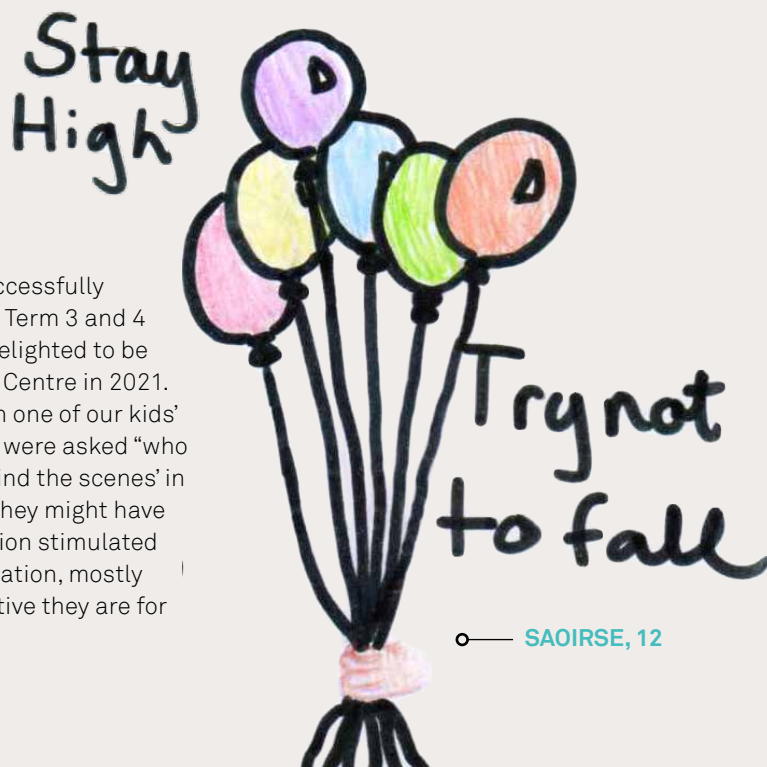 Stay
High
ccessfully
Term 3 and 4
elighted to be
Centre in 2021.
n one of our kids’
were asked “who
ind the scenes’ in
hey might have
ion stimulated
ation, mostly
tive they are for
Try not
to fall
SAOIRSE, 12